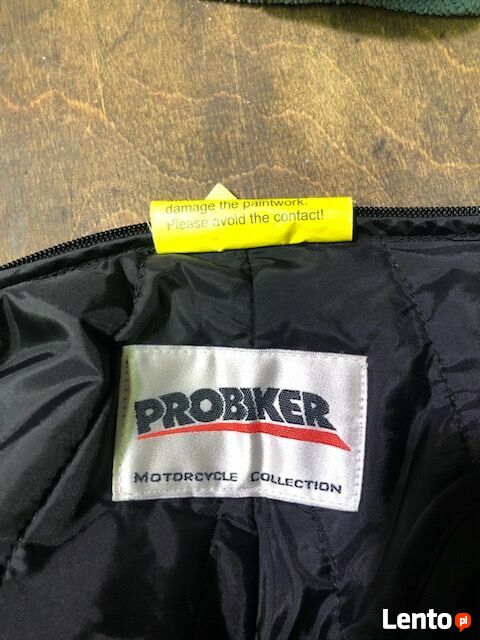 damage the paintwork.
Please avoid the contact!
PROBIKER
MOTORCYCLE COLLECTION
Lento.pl